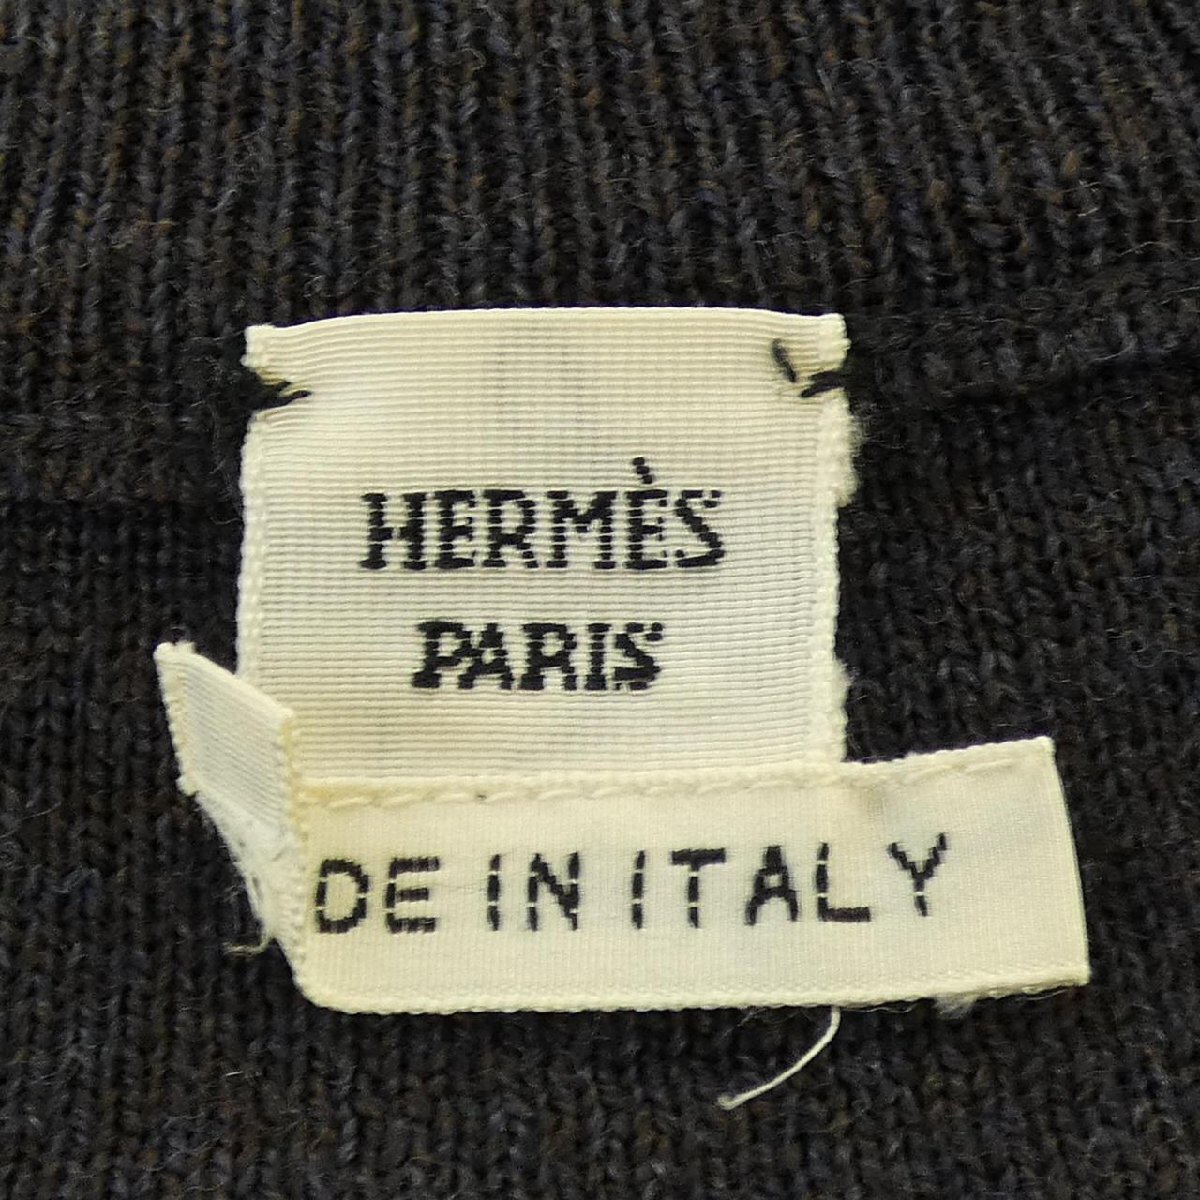 HERMÈS
PARIS
DE IN ITALY